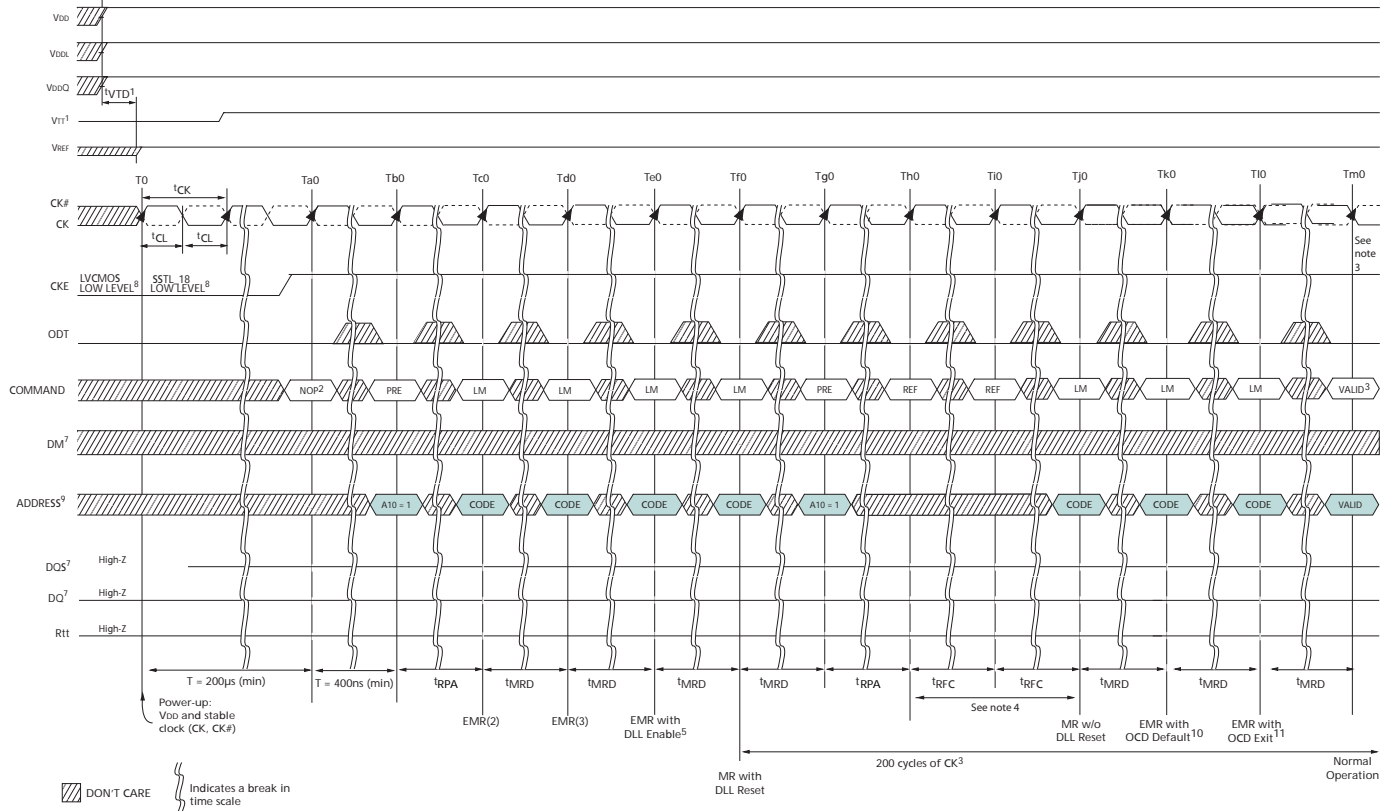 VDD
VDDL
VDDQ
tVTD1
VTT1
VREF
T0 Ta0 Tb0 Tc0 Td0 Te0 Tf0 Tg0 Th0 Ti0 Tj0 Tk0 Tl0 Tm0
tCK
CK#
CK
tCL tCL
See note 3
LVCMOS SSTL_18
CKE LOW LEVEL8 LOW LEVEL8
ODT
COMMAND NOP2 PRE LM LM LM LM PRE REF REF LM LM LM VALID3
DM7
ADDRESS9 A10 = 1 CODE CODE CODE CODE A10 = 1 CODE CODE CODE VALID
DQS7 High-Z
DQ7 High-Z
Rtt High-Z
T = 200µs (min) T = 400ns (min) tRPA tMRD tMRD tMRD tMRD tRPA tRFC tRFC tMRD tMRD tMRD
See note 4
Power-up:
VDD and stable
clock (CK, CK#)
EMR(2) EMR(3) EMR with
DLL Enable5
MR w/o
DLL Reset
EMR with
OCD Default10
EMR with
OCD Exit11
200 cycles of CK3
Normal
Operation
MR with
DLL Reset
DON'T CARE
Indicates a break in
time scale